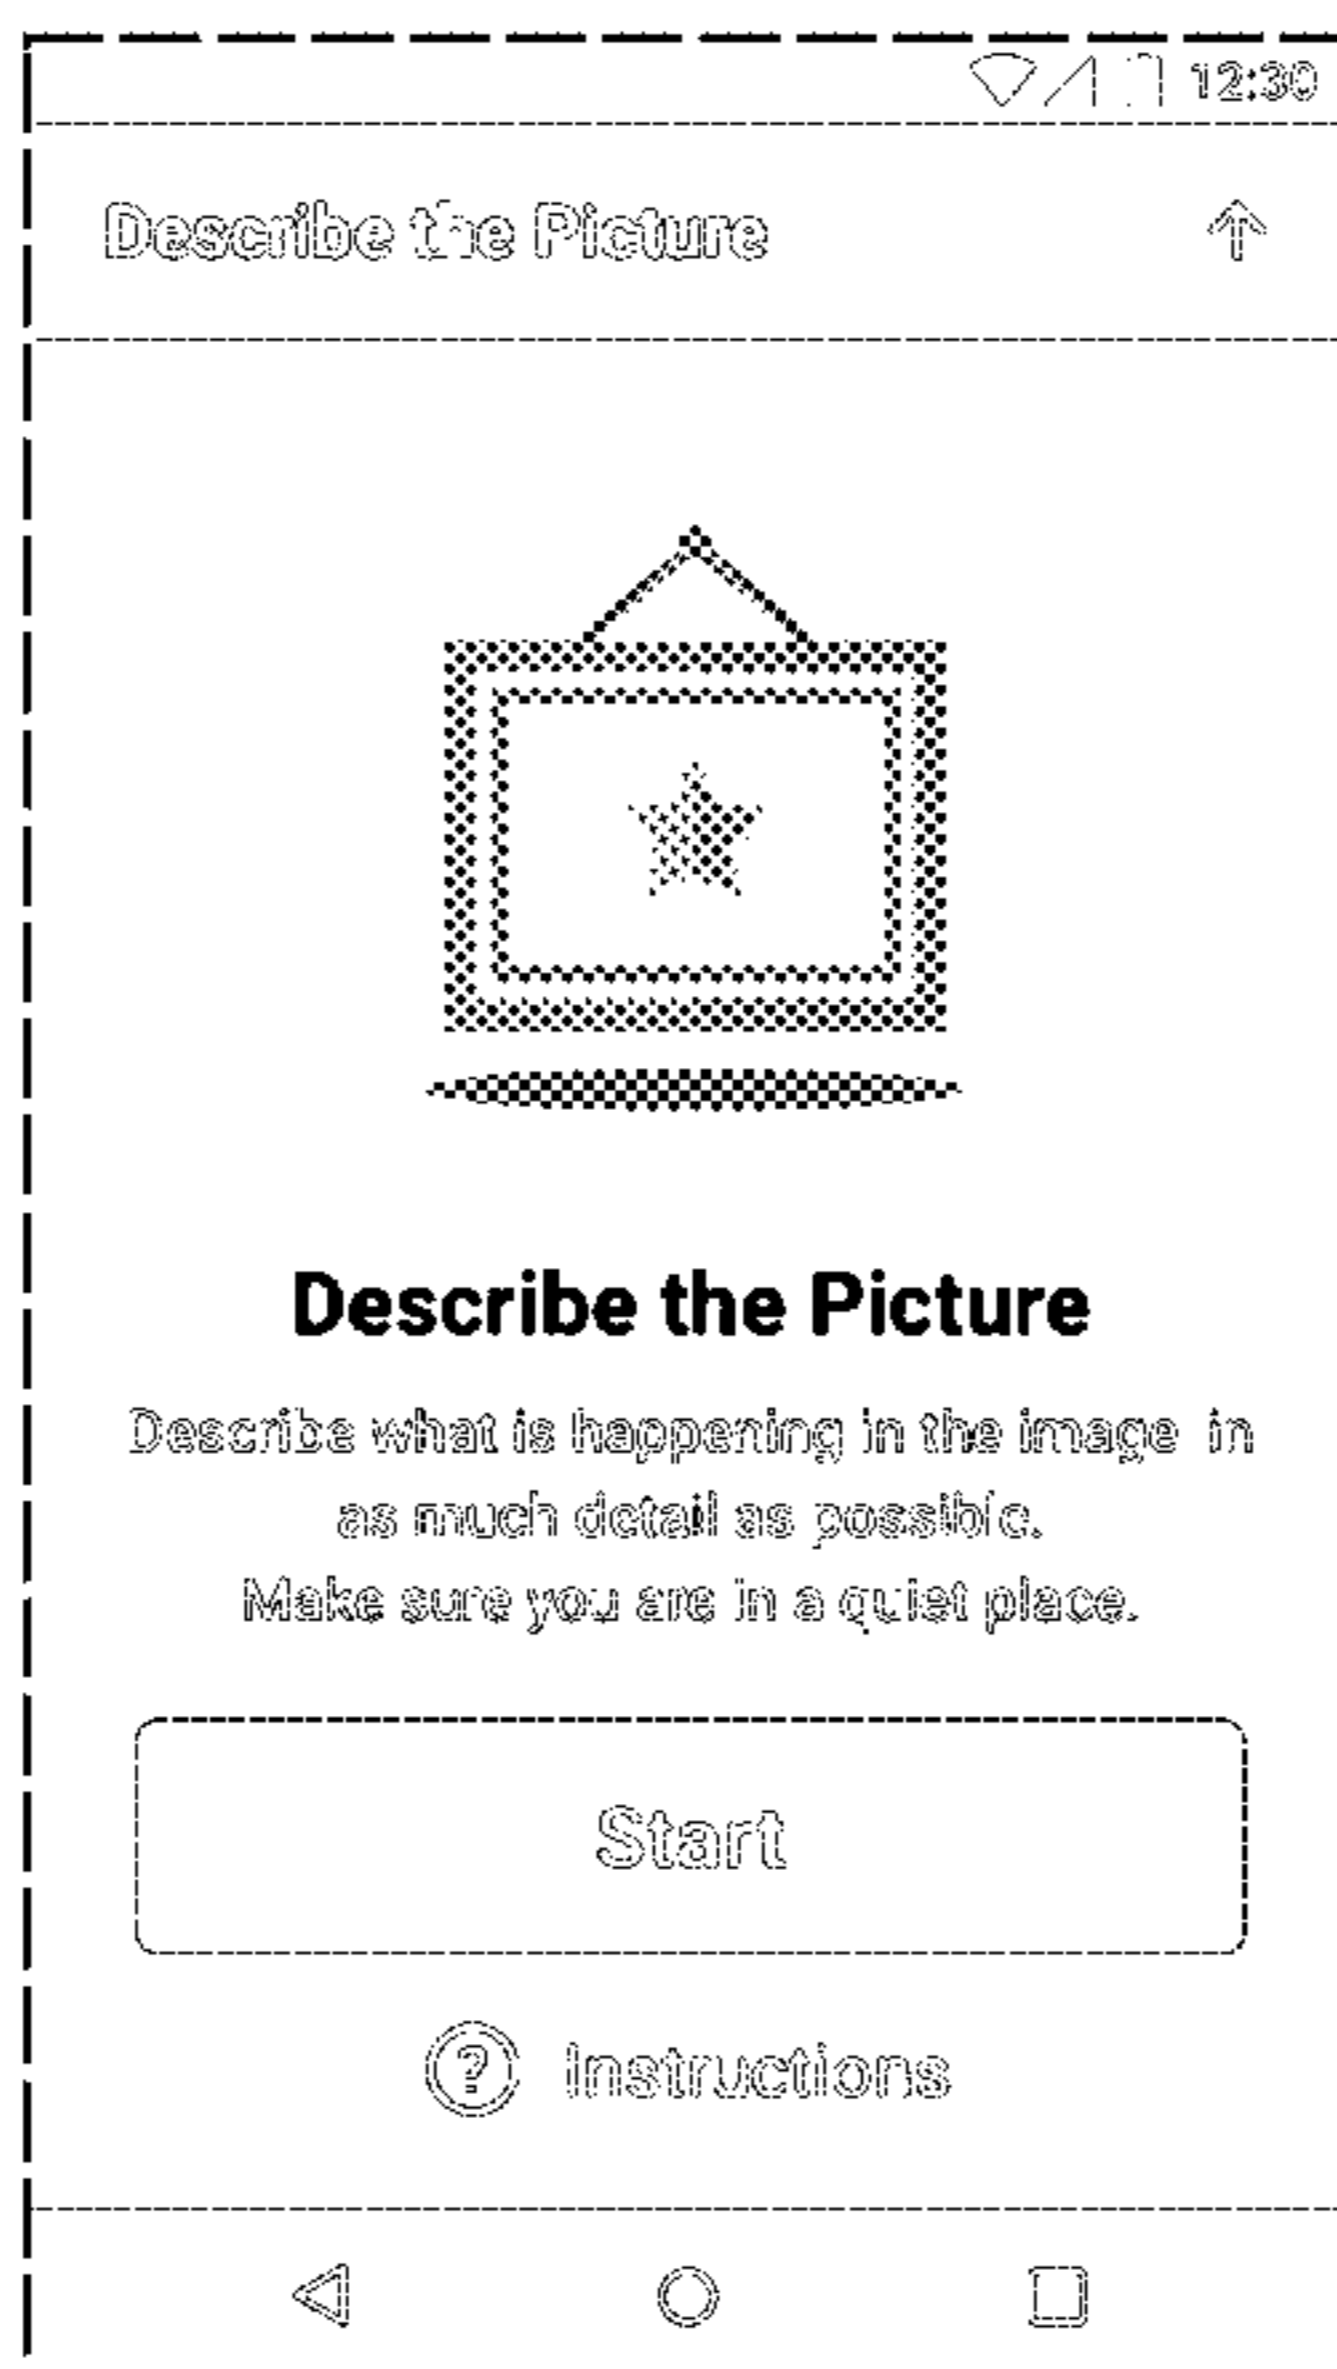 12:30
Describe the Picture
Describe the Picture
Describe what is happening in the image in
as much detail as possible.
Make sure you are in a quiet place.
Start
? Instructions